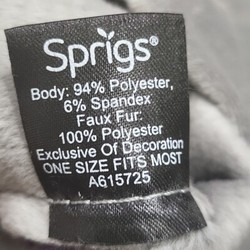 Sprigs®
Body: 94% Polyester,
6% Spandex
Faux Fur:
100% Polyester
Exclusive Of Decoration
ONE SIZE FITS MOST
A615725